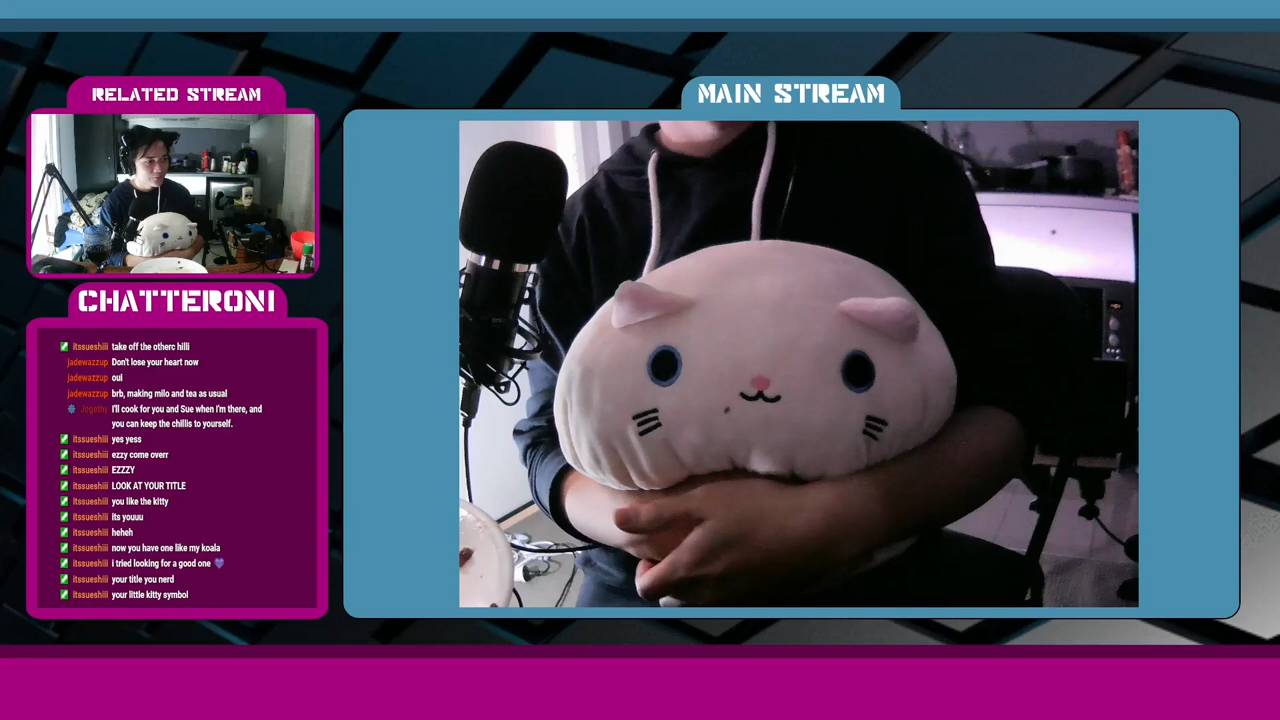 RELATED STREAM
MAIN STREAM
CHATTERONI
itssueshiii take off the otherc hilli
jadewazzup Don't lose your heart now
jadewazzup oui
jadewazzup brb, making milo and tea as usual
Jogethy I'll cook for you and Sue when I'm there, and
you can keep the chillis to yourself.
itssueshiii yes yess
itssueshiii ezzy come overr
itssueshiii EZZZY
itssueshiii LOOK AT YOUR TITLE
itssueshiii you like the kitty
itssueshiii its youuu
itssueshiii heheh
itssueshiii now you have one like my koala
itssueshiii i tried looking for a good one 💜
itssueshiii your title you nerd
itssueshiii your little kitty symbol